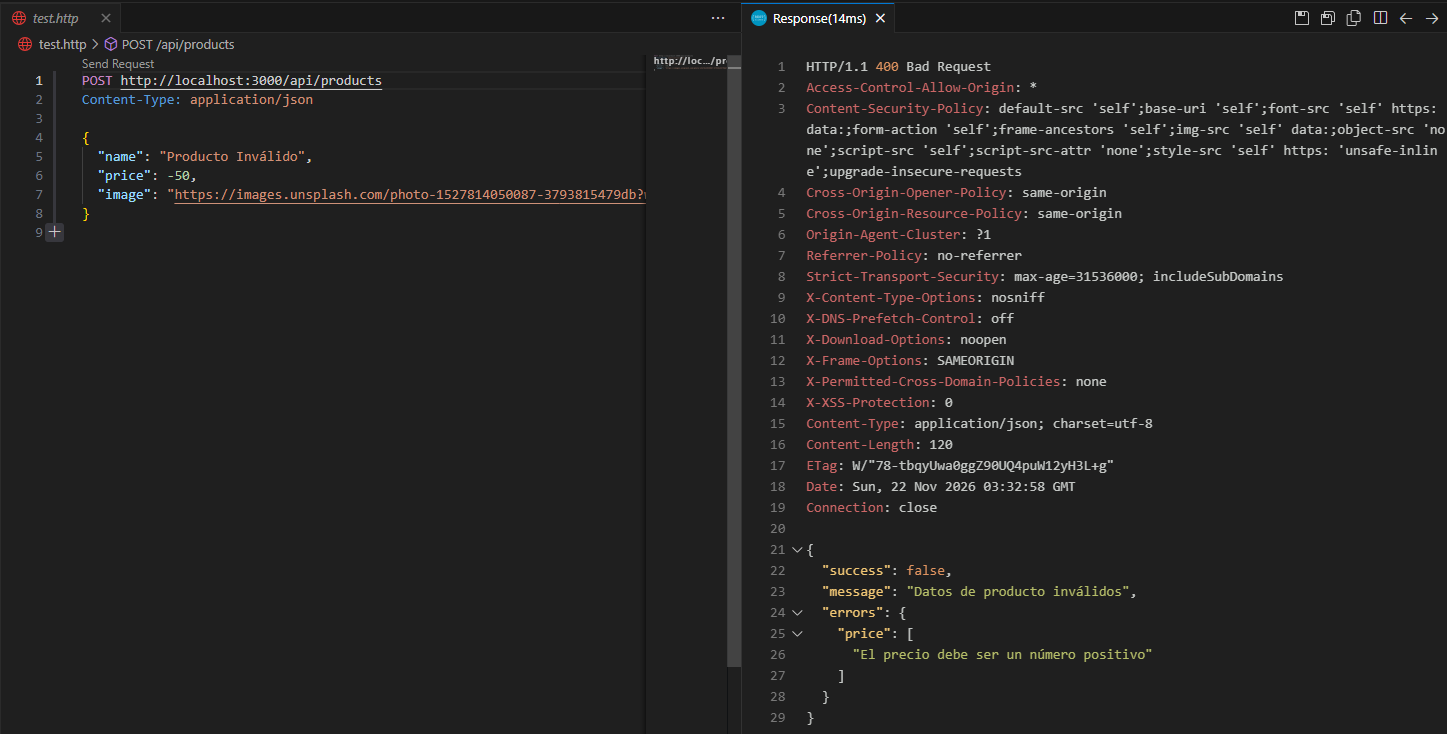 test.http
test.http > POST /api/products
Send Request
1 POST http://localhost:3000/api/products
2 Content-Type: application/json
3
4 {
5 "name": "Producto Inválido",
6 "price": -50,
7 "image": "https://images.unsplash.com/photo-1527814050087-3793815479db?
8 }
9
http://loc.../pr
Response(14ms)
1 HTTP/1.1 400 Bad Request
2 Access-Control-Allow-Origin: *
3 Content-Security-Policy: default-src 'self';base-uri 'self';font-src 'self' https:
data:;form-action 'self';frame-ancestors 'self';img-src 'self' data:;object-src 'no
ne';script-src 'self';script-src-attr 'none';style-src 'self' https: 'unsafe-inlin
e';upgrade-insecure-requests
4 Cross-Origin-Opener-Policy: same-origin
5 Cross-Origin-Resource-Policy: same-origin
6 Origin-Agent-Cluster: ?1
7 Referrer-Policy: no-referrer
8 Strict-Transport-Security: max-age=31536000; includeSubDomains
9 X-Content-Type-Options: nosniff
10 X-DNS-Prefetch-Control: off
11 X-Download-Options: noopen
12 X-Frame-Options: SAMEORIGIN
13 X-Permitted-Cross-Domain-Policies: none
14 X-XSS-Protection: 0
15 Content-Type: application/json; charset=utf-8
16 Content-Length: 120
17 ETag: W/"78-tbqyUwa0ggZ90UQ4puW12yH3L+g"
18 Date: Sun, 22 Nov 2026 03:32:58 GMT
19 Connection: close
20
21 {
22 "success": false,
23 "message": "Datos de producto inválidos",
24 "errors": {
25 "price": [
26 "El precio debe ser un número positivo"
27 ]
28 }
29 }